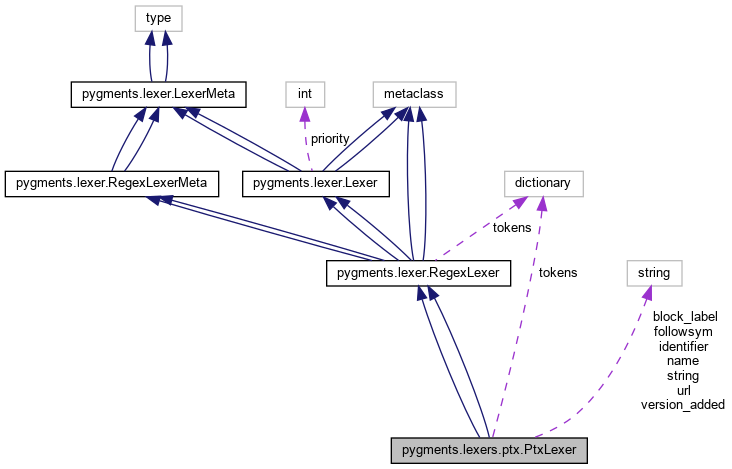 type
pygments.lexer.LexerMeta
int
metaclass
priority
pygments.lexer.RegexLexerMeta
pygments.lexer.Lexer
dictionary
tokens
pygments.lexer.RegexLexer
tokens
string
block_label
followsym
identifier
name
string
url
version_added
pygments.lexers.ptx.PtxLexer